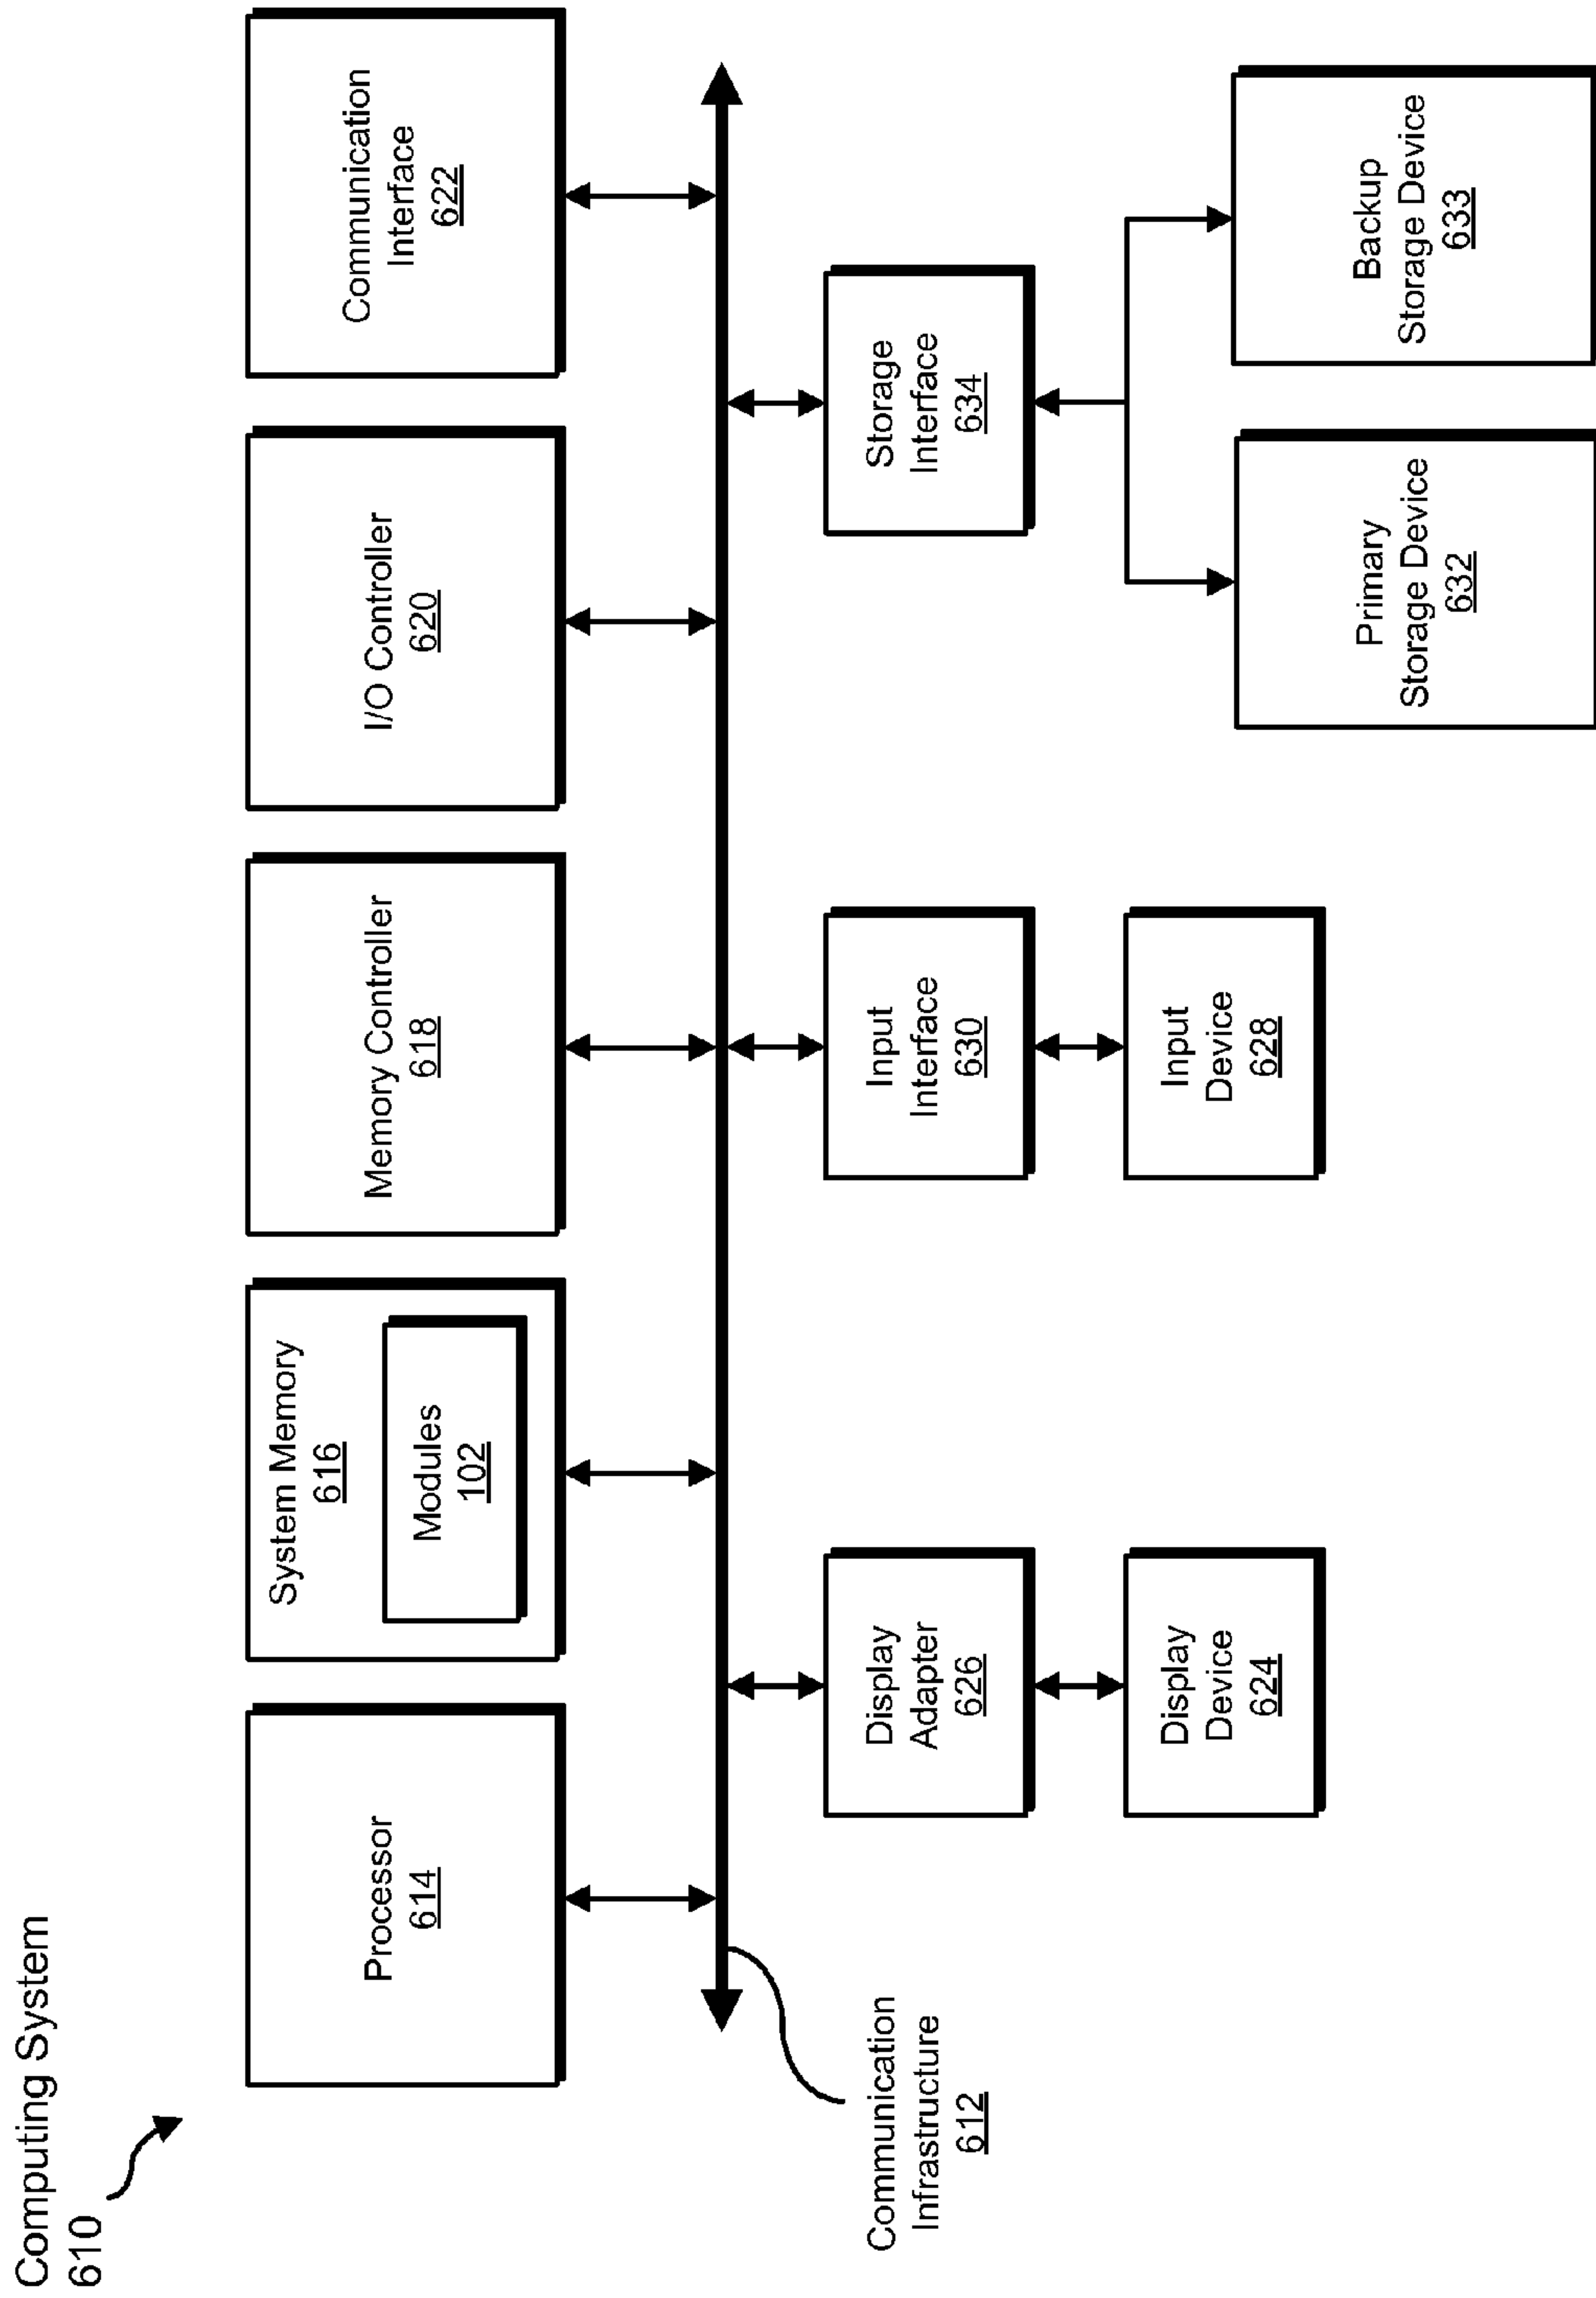 Computing System
610
Processor
614
System Memory
616
Modules
102
Memory Controller
618
I/O Controller
620
Communication
Interface
622
Communication
Infrastructure
612
Display
Adapter
626
Input
Interface
630
Storage
Interface
634
Display
Device
624
Input
Device
628
Primary
Storage Device
632
Backup
Storage Device
633